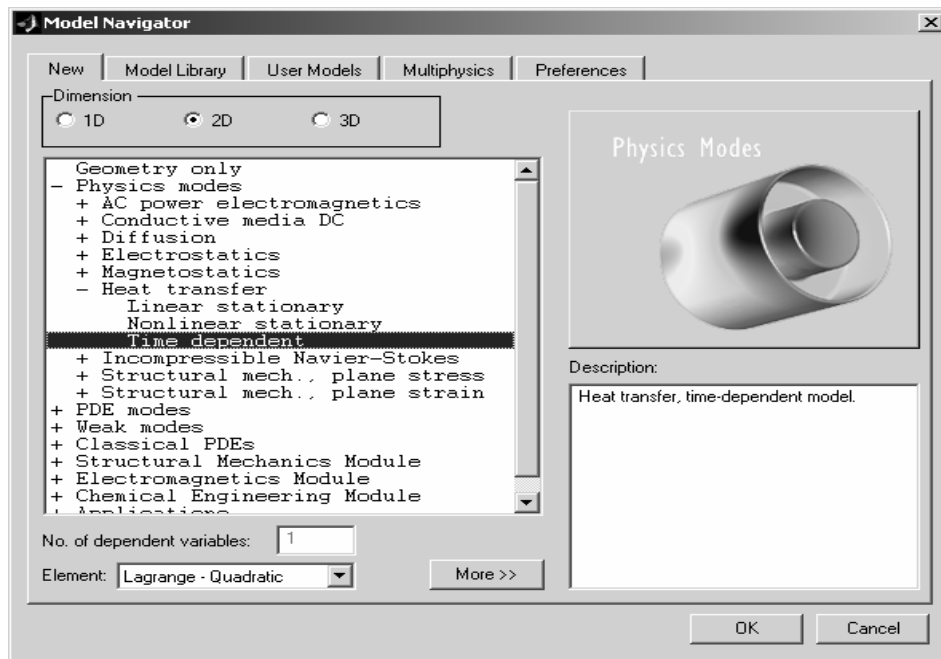 Model Navigator
New Model Library User Models Multiphysics Preferences
Dimension
1D 2D 3D
Geometry only
− Physics modes
+ AC power electromagnetics
+ Conductive media DC
+ Diffusion
+ Electrostatics
+ Magnetostatics
− Heat transfer
Linear stationary
Nonlinear stationary
Time dependent
+ Incompressible Navier-Stokes
+ Structural mech., plane stress
+ Structural mech., plane strain
+ PDE modes
+ Weak modes
+ Classical PDEs
+ Structural Mechanics Module
+ Electromagnetics Module
+ Chemical Engineering Module
+ Applications
No. of dependent variables: 1
Element: Lagrange - Quadratic
More >>
Physics Modes
Description:
Heat transfer, time-dependent model.
OK Cancel